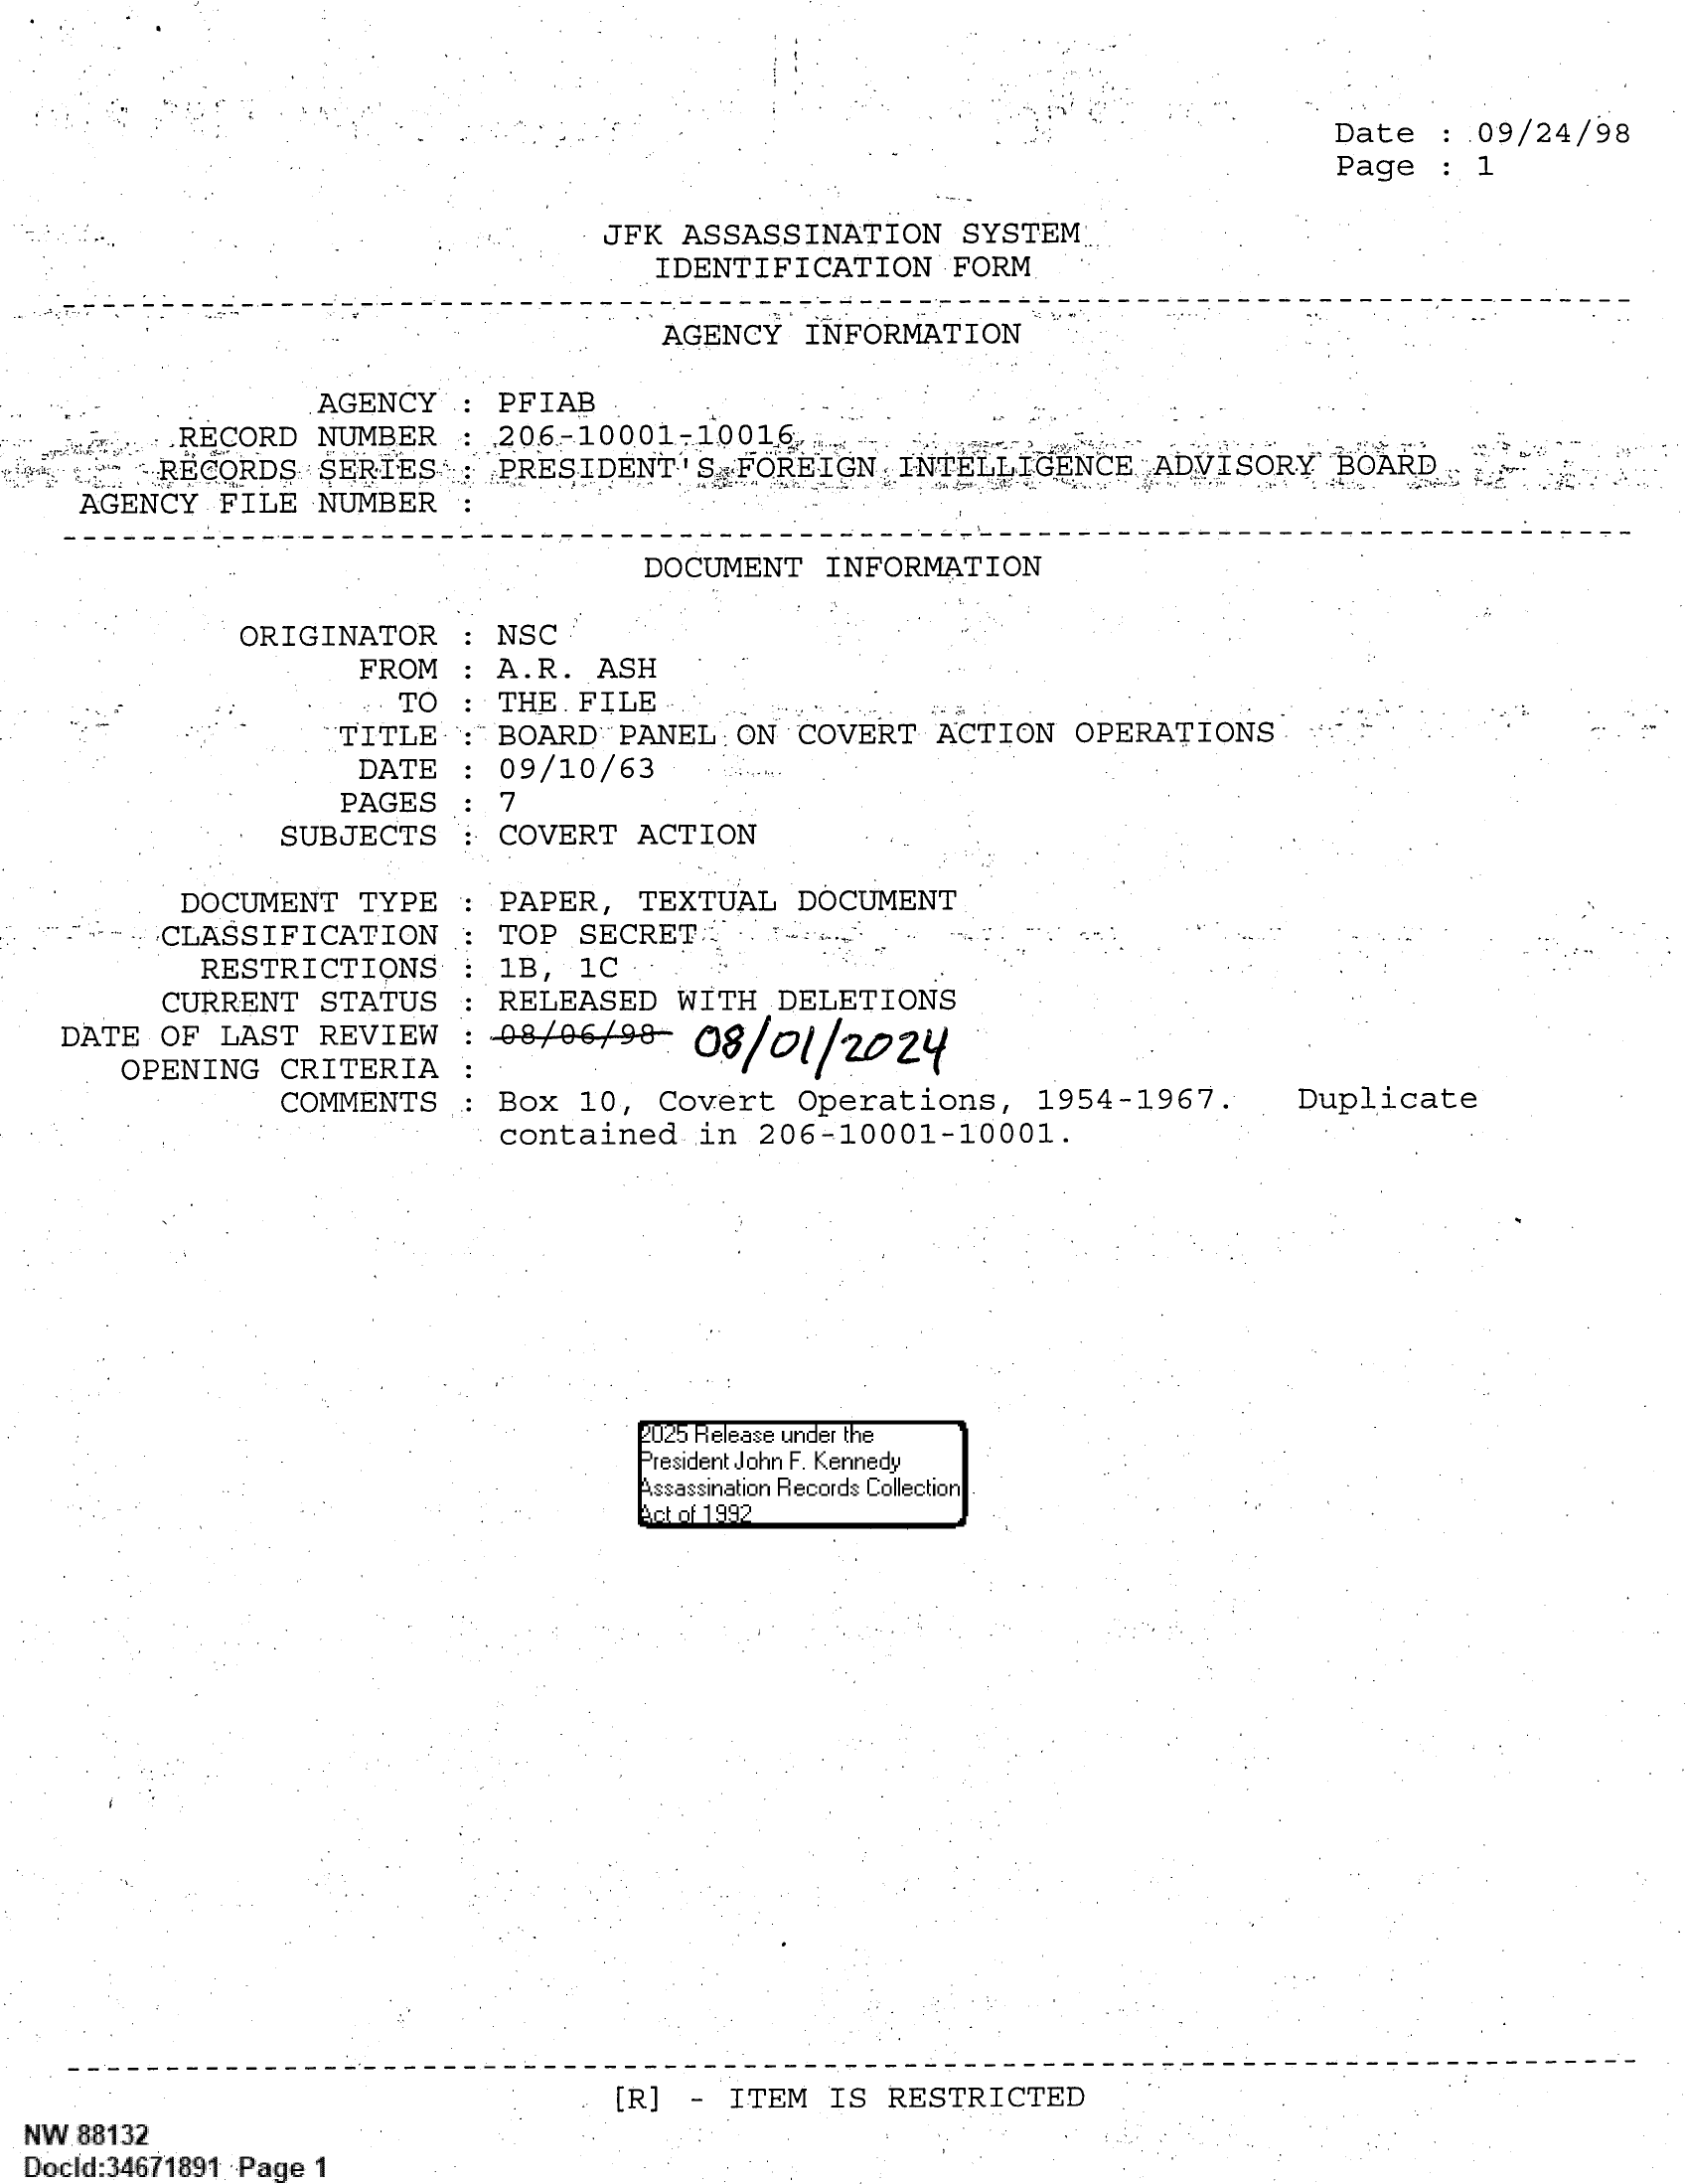 Date : 09/24/98
Page : 1
JFK ASSASSINATION SYSTEM
IDENTIFICATION FORM
AGENCY INFORMATION
AGENCY : PFIAB
RECORD NUMBER : 206-10001-10016
RECORDS SERIES : PRESIDENT'S FOREIGN INTELLIGENCE ADVISORY BOARD
AGENCY FILE NUMBER :
DOCUMENT INFORMATION
ORIGINATOR : NSC
FROM : A.R. ASH
TO : THE FILE
TITLE : BOARD PANEL ON COVERT ACTION OPERATIONS
DATE : 09/10/63
PAGES : 7
SUBJECTS : COVERT ACTION
DOCUMENT TYPE : PAPER, TEXTUAL DOCUMENT
CLASSIFICATION : TOP SECRET
RESTRICTIONS : 1B, 1C
CURRENT STATUS : RELEASED WITH DELETIONS
DATE OF LAST REVIEW : 08/06/98 08/01/2024
OPENING CRITERIA :
COMMENTS : Box 10, Covert Operations, 1954-1967. Duplicate
contained in 206-10001-10001.
2025 Release under the
President John F. Kennedy
Assassination Records Collection
Act of 1992
[R] - ITEM IS RESTRICTED
NW 88132
DocId:34671891 Page 1